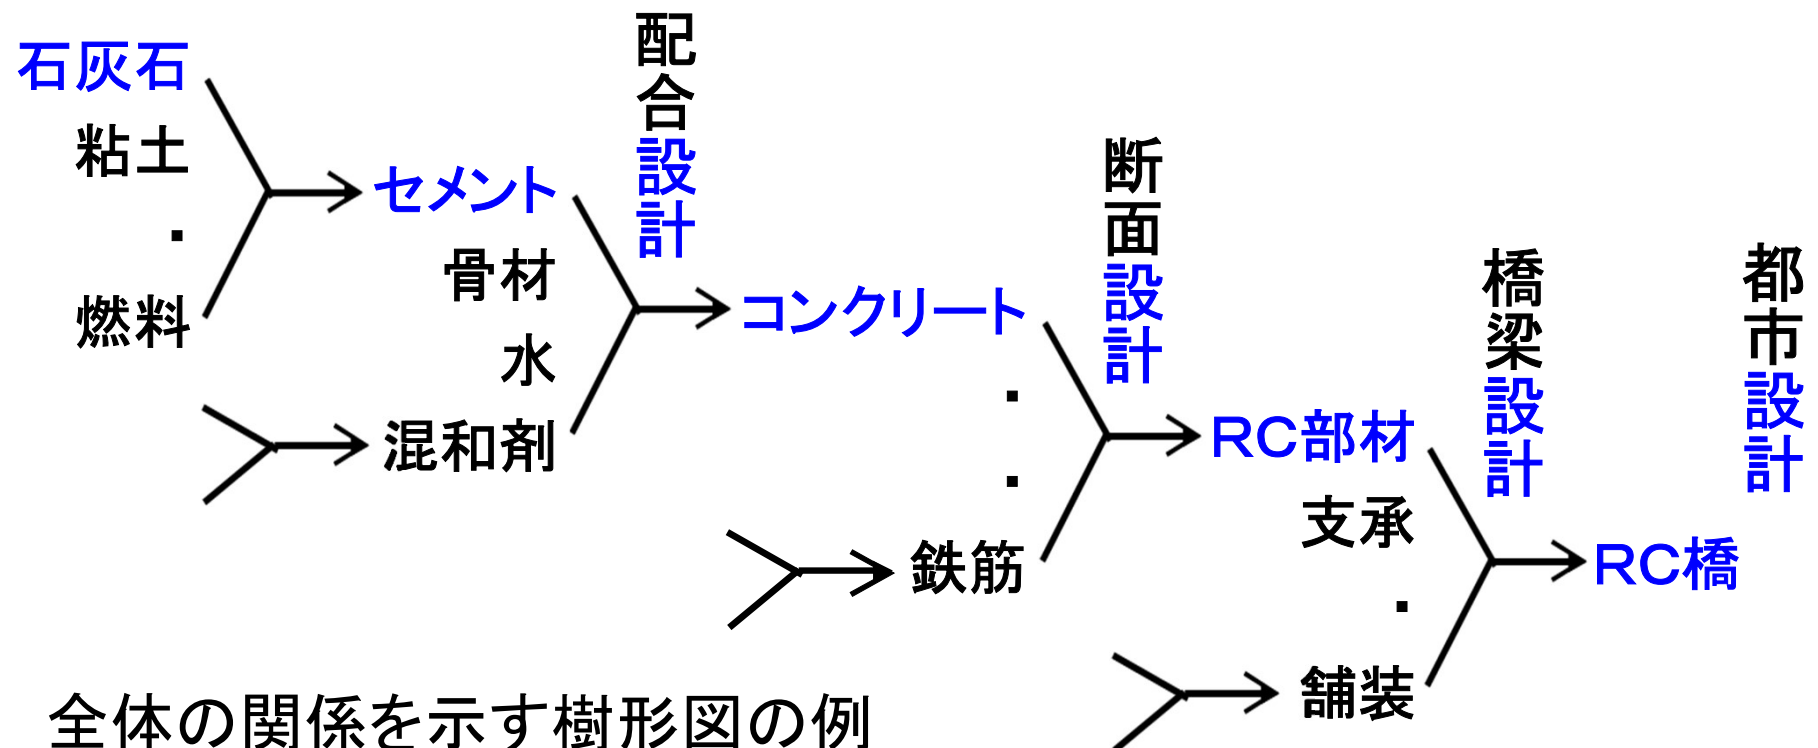 石灰石
粘土
・
燃料
セメント
骨材
水
混和剤
配合設計
コンクリート
・
・
鉄筋
断面設計
RC部材
支承
・
舗装
橋梁設計
RC橋
都市設計
全体の関係を示す樹形図の例